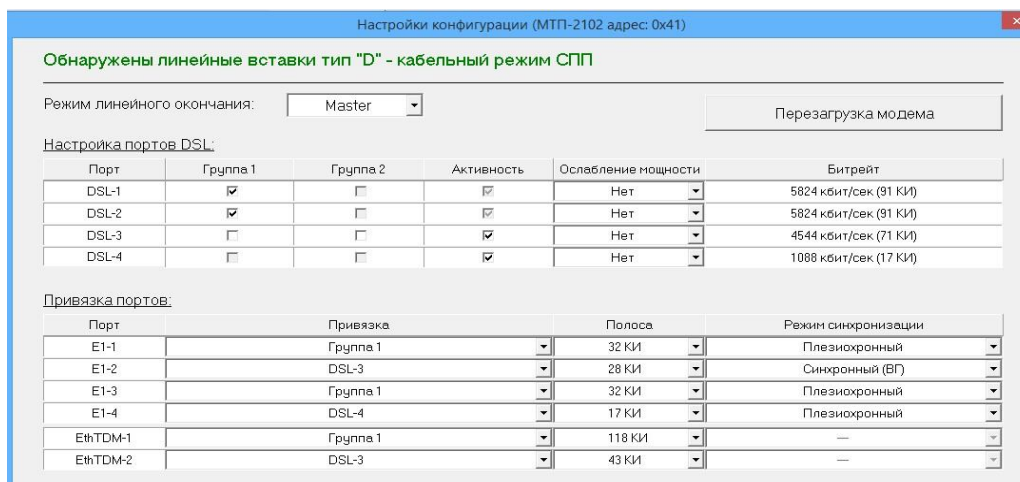 Настройки конфигурации (МТП-2102 адрес: 0x41)
Обнаружены линейные вставки тип "D" - кабельный режим СПП
Режим линейного окончания: Master Перезагрузка модема
Настройка портов DSL:
Порт Группа 1 Группа 2 Активность Ослабление мощности Битрейт
DSL-1 Нет 5824 кбит/сек (91 КИ)
DSL-2 Нет 5824 кбит/сек (91 КИ)
DSL-3 Нет 4544 кбит/сек (71 КИ)
DSL-4 Нет 1088 кбит/сек (17 КИ)
Привязка портов:
Порт Привязка Полоса Режим синхронизации
E1-1 Группа 1 32 КИ Плезиохронный
E1-2 DSL-3 28 КИ Синхронный (ВГ)
E1-3 Группа 1 32 КИ Плезиохронный
E1-4 DSL-4 17 КИ Плезиохронный
EthTDM-1 Группа 1 118 КИ —
EthTDM-2 DSL-3 43 КИ —